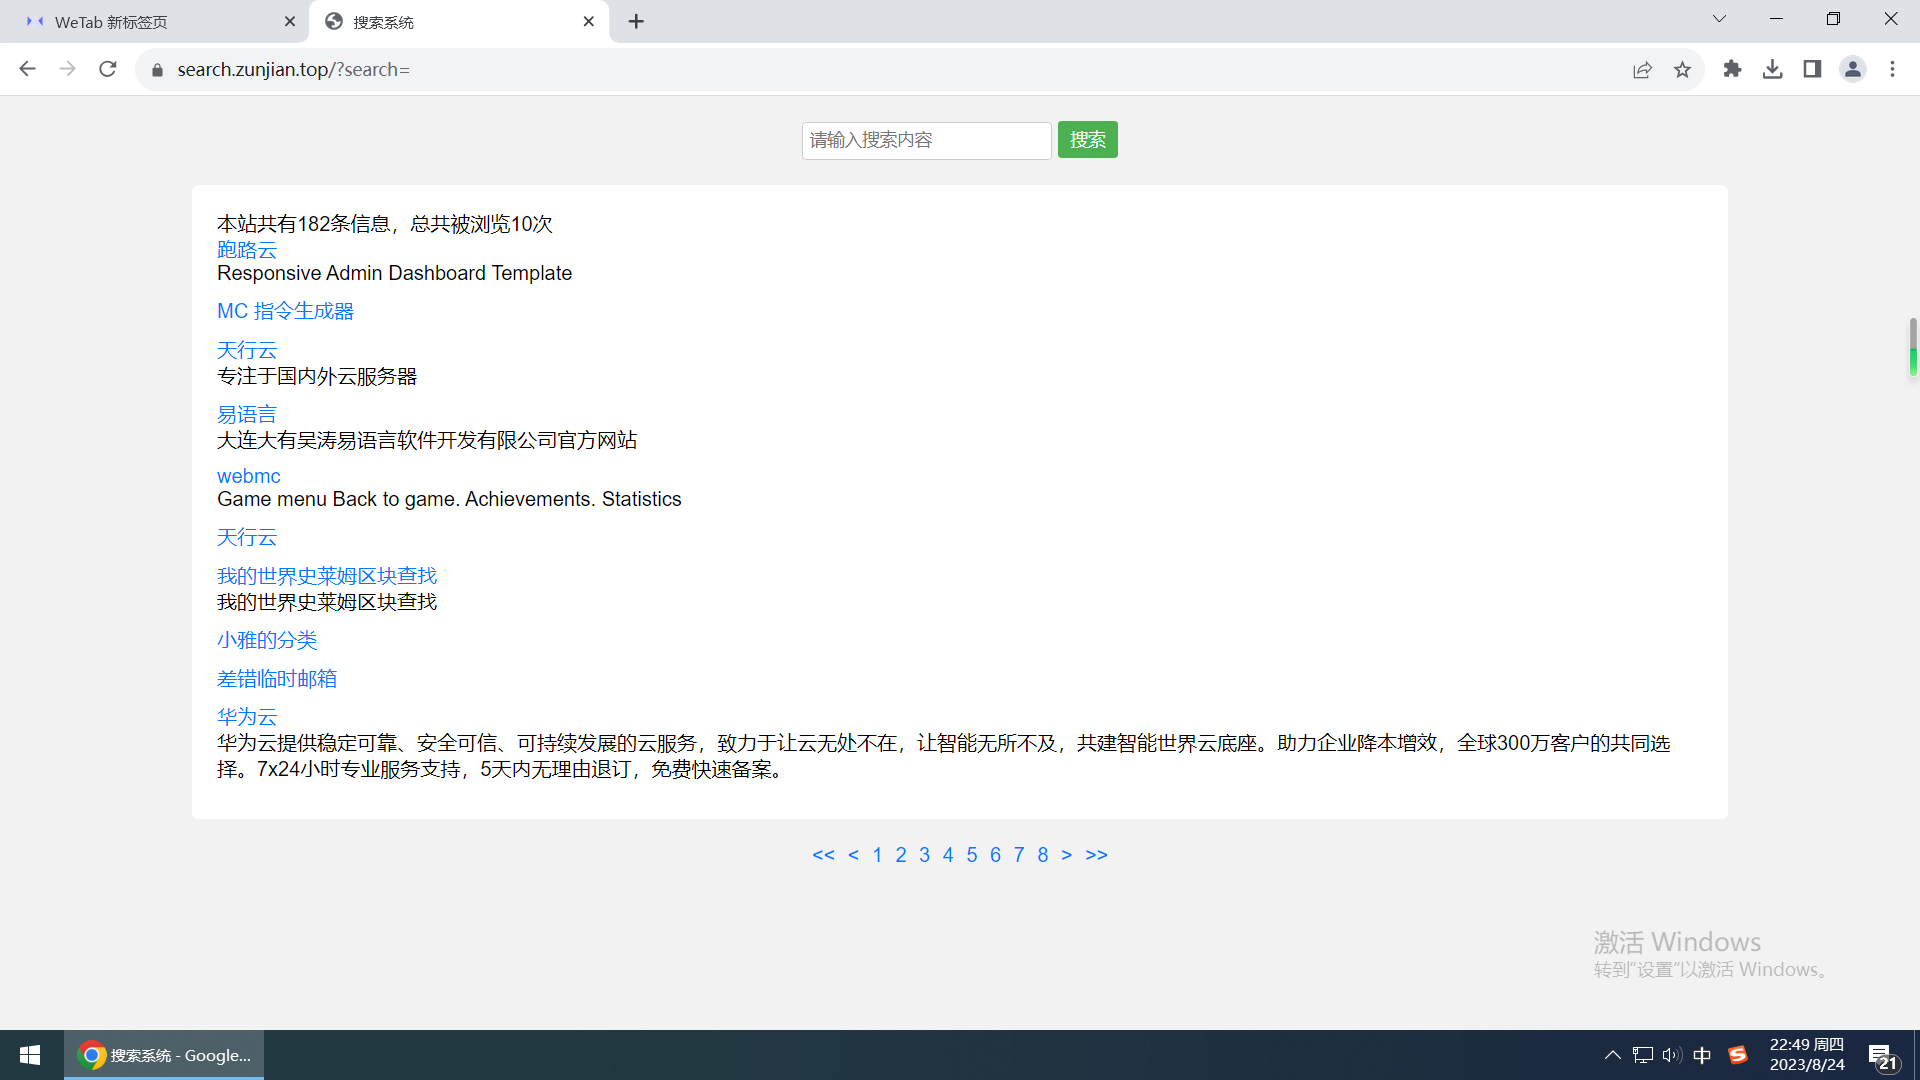 WeTab 新标签页
搜索系统
search.zunjian.top/?search=
请输入搜索内容 搜索
本站共有182条信息，总共被浏览10次
跑路云
Responsive Admin Dashboard Template
MC 指令生成器
天行云
专注于国内外云服务器
易语言
大连大有吴涛易语言软件开发有限公司官方网站
webmc
Game menu Back to game. Achievements. Statistics
天行云
我的世界史莱姆区块查找
我的世界史莱姆区块查找
小雅的分类
差错临时邮箱
华为云
华为云提供稳定可靠、安全可信、可持续发展的云服务，致力于让云无处不在，让智能无所不及，共建智能世界云底座。助力企业降本增效，全球300万客户的共同选
择。7x24小时专业服务支持，5天内无理由退订，免费快速备案。
<< < 1 2 3 4 5 6 7 8 > >>
激活 Windows
转到“设置”以激活 Windows。
搜索系统 - Google...
中
22:49 周四
2023/8/24
21